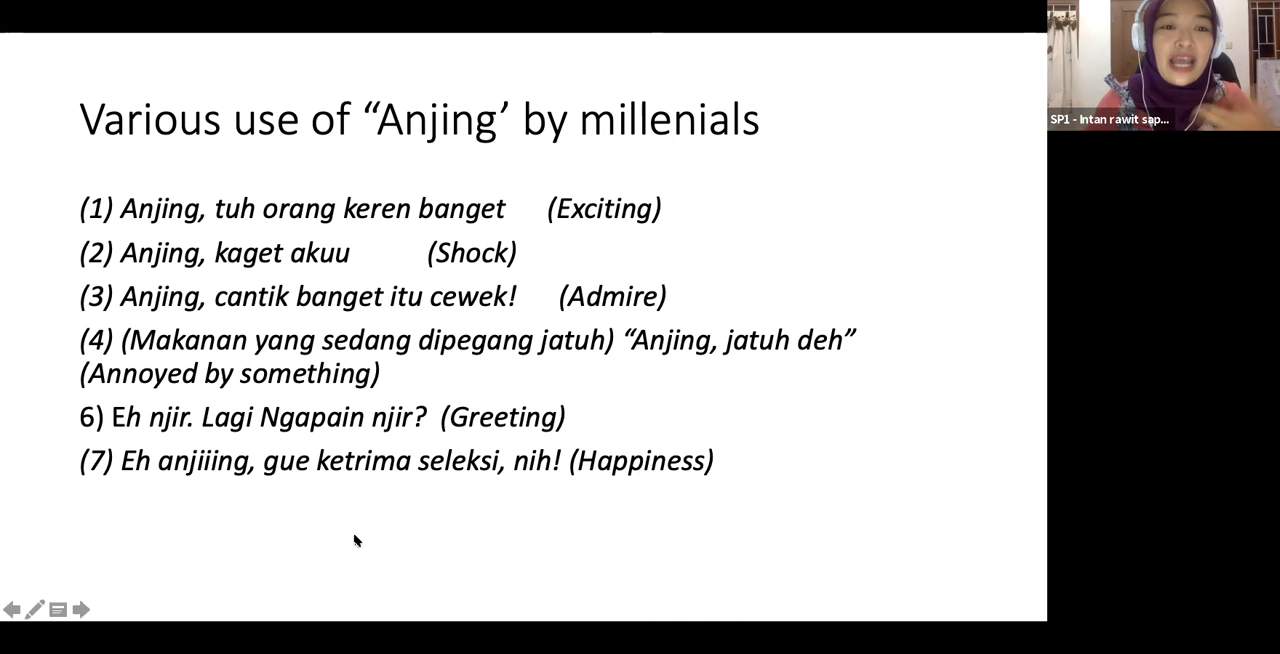 Various use of “Anjing’ by millenials
(1) Anjing, tuh orang keren banget (Exciting)
(2) Anjing, kaget akuu (Shock)
(3) Anjing, cantik banget itu cewek! (Admire)
(4) (Makanan yang sedang dipegang jatuh) “Anjing, jatuh deh”
(Annoyed by something)
6) Eh njir. Lagi Ngapain njir? (Greeting)
(7) Eh anjiiing, gue ketrima seleksi, nih! (Happiness)
SP1 - Intan rawit sap...